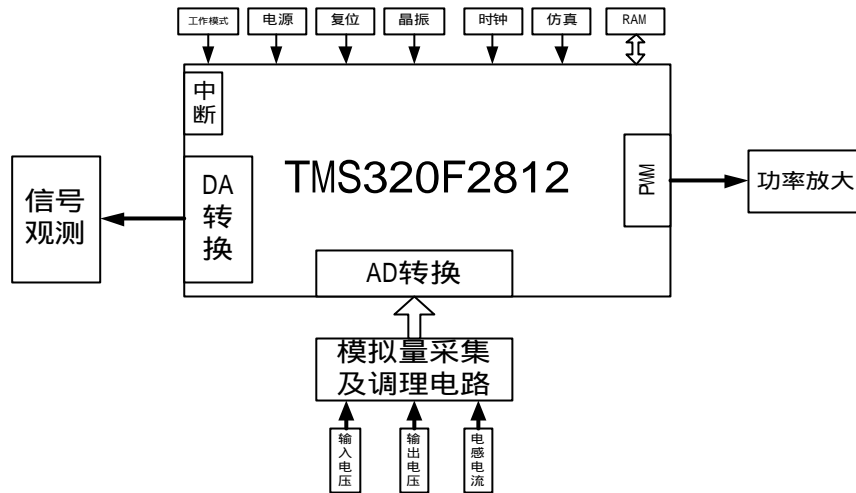 工作模式
电源
复位
晶振
时钟
仿真
RAM
中
断
TMS320F2812
DA
转
换
PWM
信号
观测
功率放大
AD转换
模拟量采集
及调理电路
输
入
电
压
输
出
电
压
电
感
电
流